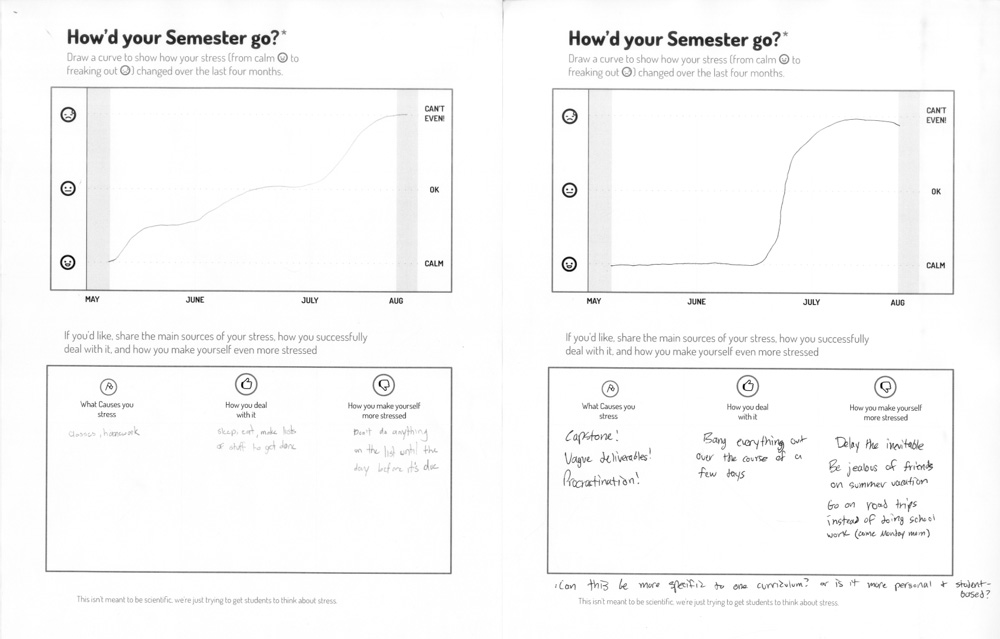 How'd your Semester go?*
Draw a curve to show how your stress (from calm to
freaking out) changed over the last four months.
CAN'T
EVEN!
OK
CALM
MAY
JUNE
JULY
AUG
If you'd like, share the main sources of your stress, how you successfully
deal with it, and how you make yourself even more stressed
What Causes you
stress
classes, homework
How you deal
with it
sleep, eat, make lists
of stuff to get done
How you make yourself
more stressed
Don't do anything
on the list until the
day before it's due
This isn't meant to be scientific, we're just trying to get students to think about stress.
How'd your Semester go?*
Draw a curve to show how your stress (from calm to
freaking out) changed over the last four months.
CAN'T
EVEN!
OK
CALM
MAY
JUNE
JULY
AUG
If you'd like, share the main sources of your stress, how you successfully
deal with it, and how you make yourself even more stressed
What Causes you
stress
Capstone!
Vague deliverables!
Procrastination!
How you deal
with it
Bang everything out
over the course of a
few days
How you make yourself
more stressed
Delay the inevitable
Be jealous of friends
on summer vacation
Go on road trips
instead of doing school
work (come Monday mom)
Can this be more specific to one curriculum? or is it more personal + student-
based?
This isn't meant to be scientific, we're just trying to get students to think about stress.